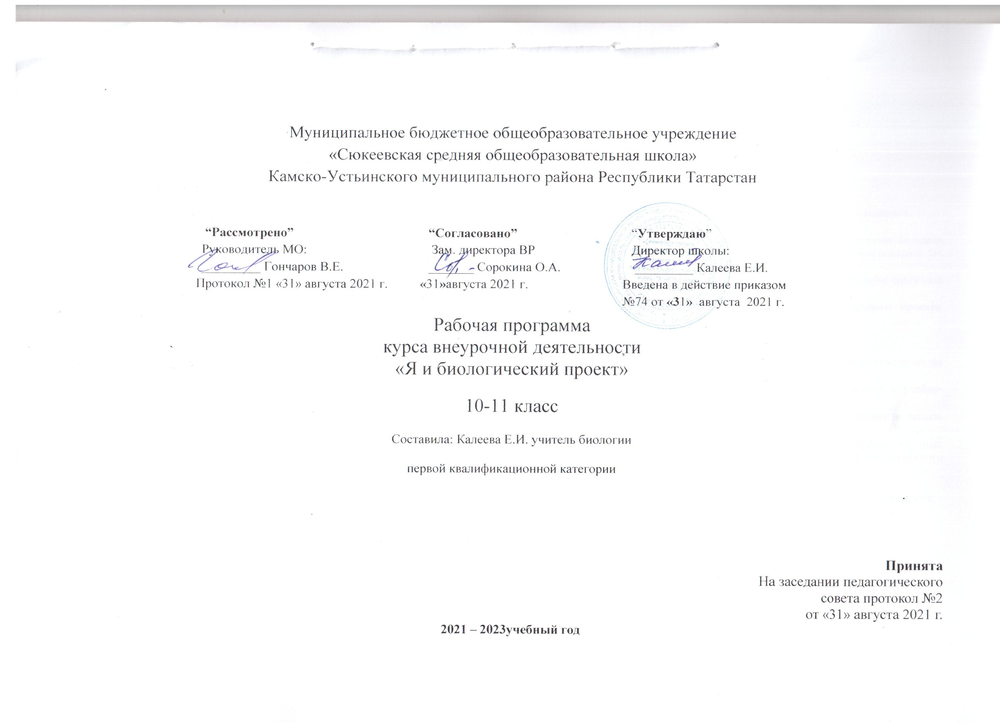 Муниципальное бюджетное общеобразовательное учреждение
«Сюкеевская средняя общеобразовательная школа»
Камско-Устьинского муниципального района Республики Татарстан
“Рассмотрено”
Руководитель МО:
__________ Гончаров В.Е.
Протокол №1 «31» августа 2021 г.
“Согласовано”
Зам. директора ВР
________ Сорокина О.А.
«31»августа 2021 г.
“Утверждаю”
Директор школы:
__________ Калеева Е.И.
Введена в действие приказом
№74 от «31» августа 2021 г.
Рабочая программа
курса внеурочной деятельности
«Я и биологический проект»
10-11 класс
Составила: Калеева Е.И. учитель биологии
первой квалификационной категории
Принята
На заседании педагогического
совета протокол №2
от «31» августа 2021 г.
2021 – 2023учебный год